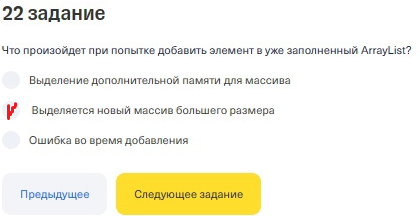 22 задание
Что произойдет при попытке добавить элемент в уже заполненный ArrayList?
Выделение дополнительной памяти для массива
Выделяется новый массив большего размера
Ошибка во время добавления
Предыдущее
Следующее задание